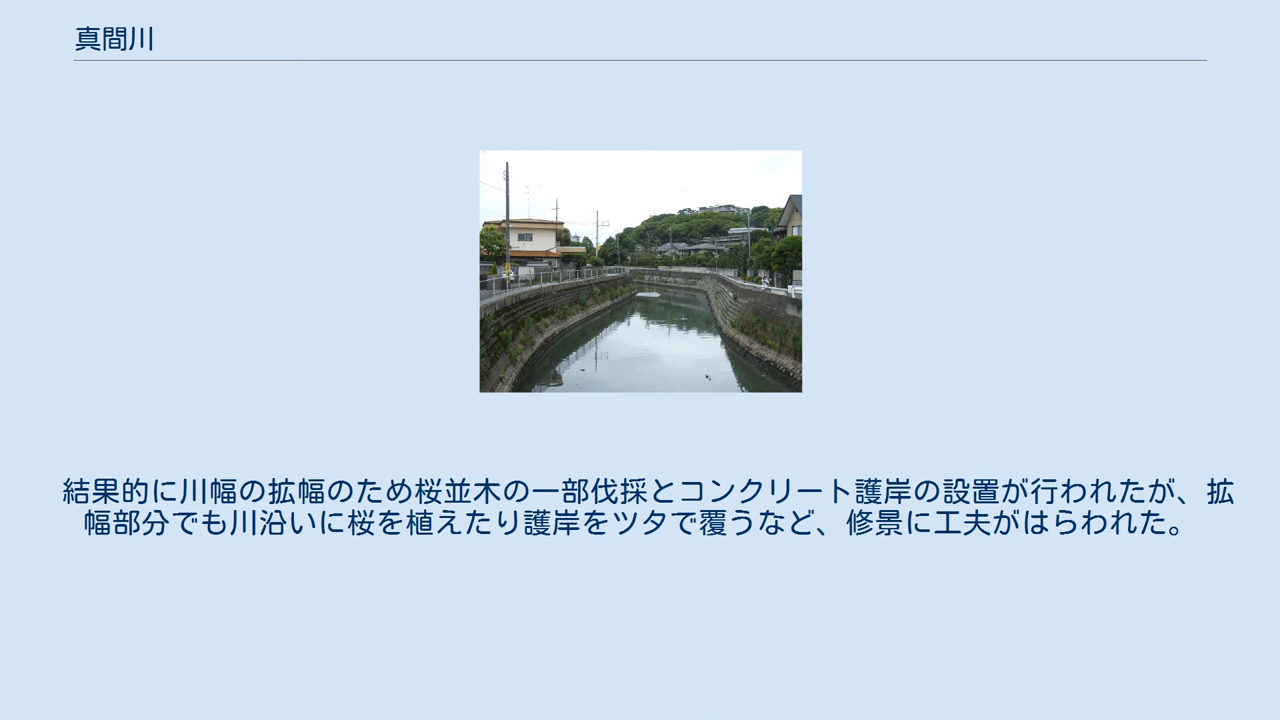 真間川
結果的に川幅の拡幅のため桜並木の一部伐採とコンクリート護岸の設置が行われたが、拡
幅部分でも川沿いに桜を植えたり護岸をツタで覆うなど、修景に工夫がはらわれた。